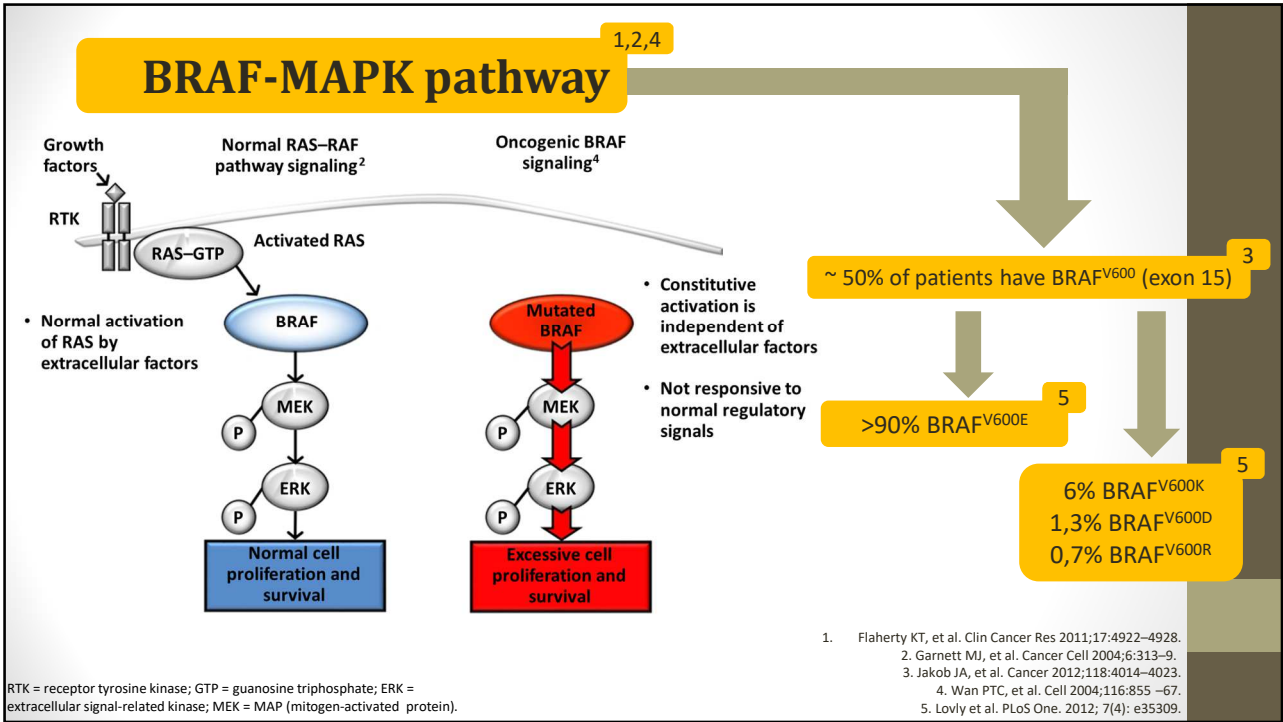 1,2,4
BRAF-MAPK pathway
Growth
factors
Normal RAS–RAF
pathway signaling2
Oncogenic BRAF
signaling4
RTK
RAS–GTP
Activated RAS
• Normal activation
of RAS by
extracellular factors
BRAF
MEK
P
ERK
P
Normal cell
proliferation and
survival
Mutated
BRAF
MEK
P
ERK
P
Excessive cell
proliferation and
survival
• Constitutive
activation is
independent of
extracellular factors
• Not responsive to
normal regulatory
signals
3
~ 50% of patients have BRAFV600 (exon 15)
5
>90% BRAFV600E
5
6% BRAFV600K
1,3% BRAFV600D
0,7% BRAFV600R
1. Flaherty KT, et al. Clin Cancer Res 2011;17:4922–4928.
2. Garnett MJ, et al. Cancer Cell 2004;6:313–9.
3. Jakob JA, et al. Cancer 2012;118:4014–4023.
4. Wan PTC, et al. Cell 2004;116:855 –67.
5. Lovly et al. PLoS One. 2012; 7(4): e35309.
RTK = receptor tyrosine kinase; GTP = guanosine triphosphate; ERK =
extracellular signal-related kinase; MEK = MAP (mitogen-activated protein).